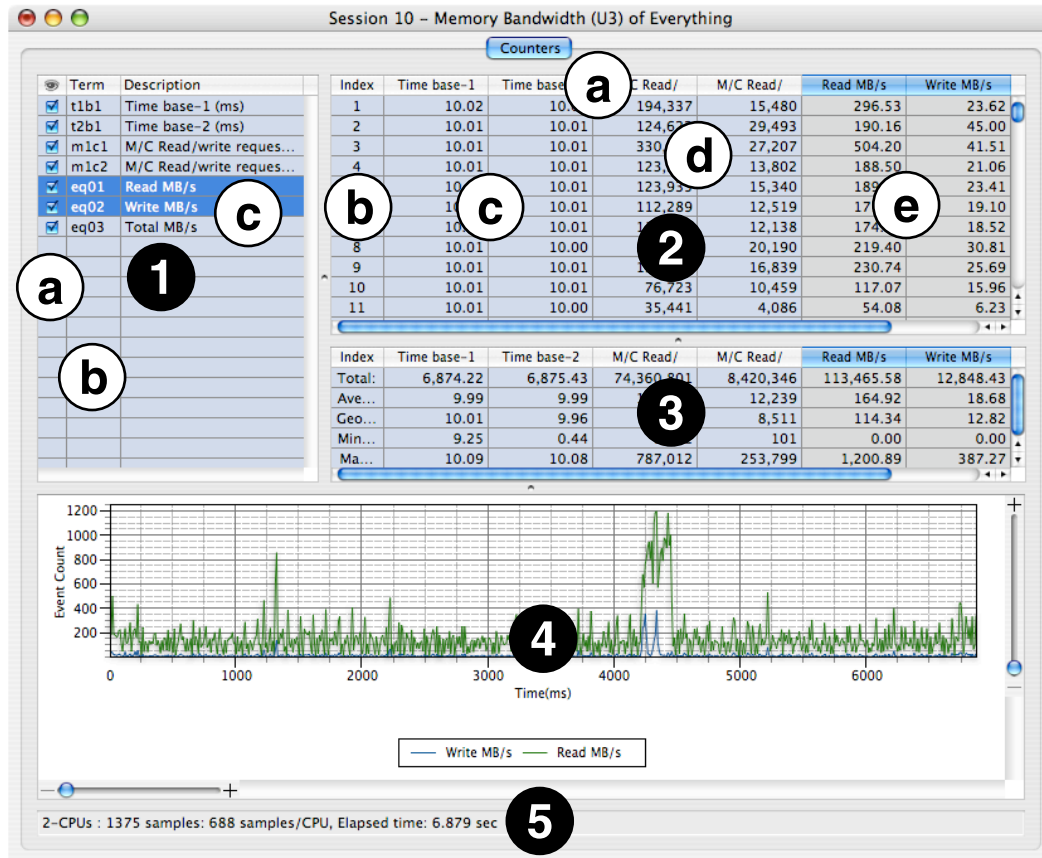 Session 10 – Memory Bandwidth (U3) of Everything
Counters
Term Description
t1b1 Time base-1 (ms)
t2b1 Time base-2 (ms)
m1c1 M/C Read/write reques...
m1c2 M/C Read/write reques...
eq01 Read MB/s
eq02 Write MB/s
eq03 Total MB/s
c
1
a
b
Index Time base-1 Time M/C Read/ Read MB/s Write MB/s
a
1 10.02 194,337 15,480 296.53 23.62
2 10.01 10.01 29,493 190.16 45.00
3 10.01 10.01 27,207 504.20 41.51
4 10.01 10.01 13,802 188.50 21.06
d
15,340 23.41
b c 112,289 12,519 e 19.10
12,138 18.52
8 10.01 10.00 20,190 219.40 30.81
2
9 10.01 10.01 16,839 230.74 25.69
10 10.01 10.01 76,723 10,459 117.07 15.96
11 10.01 10.00 35,441 4,086 54.08 6.23
Index Time base-1 Time base-2 M/C Read/ M/C Read/ Read MB/s Write MB/s
Total: 6,874.22 6,875.43 8,420,346 113,465.58 12,848.43
Ave... 9.99 9.99 12,239 164.92 18.68
3
Geo... 10.01 9.96 8,511 114.34 12.82
Min... 9.25 0.44 101 0.00 0.00
Ma... 10.09 10.08 787,012 253,799 1,200.89 387.27
Event Count
1200
1000
800
600
400
200
4
0 1000 2000 3000 4000 5000 6000
Time(ms)
Write MB/s Read MB/s
2-CPUs : 1375 samples: 688 samples/CPU, Elapsed time: 6.879 sec
5